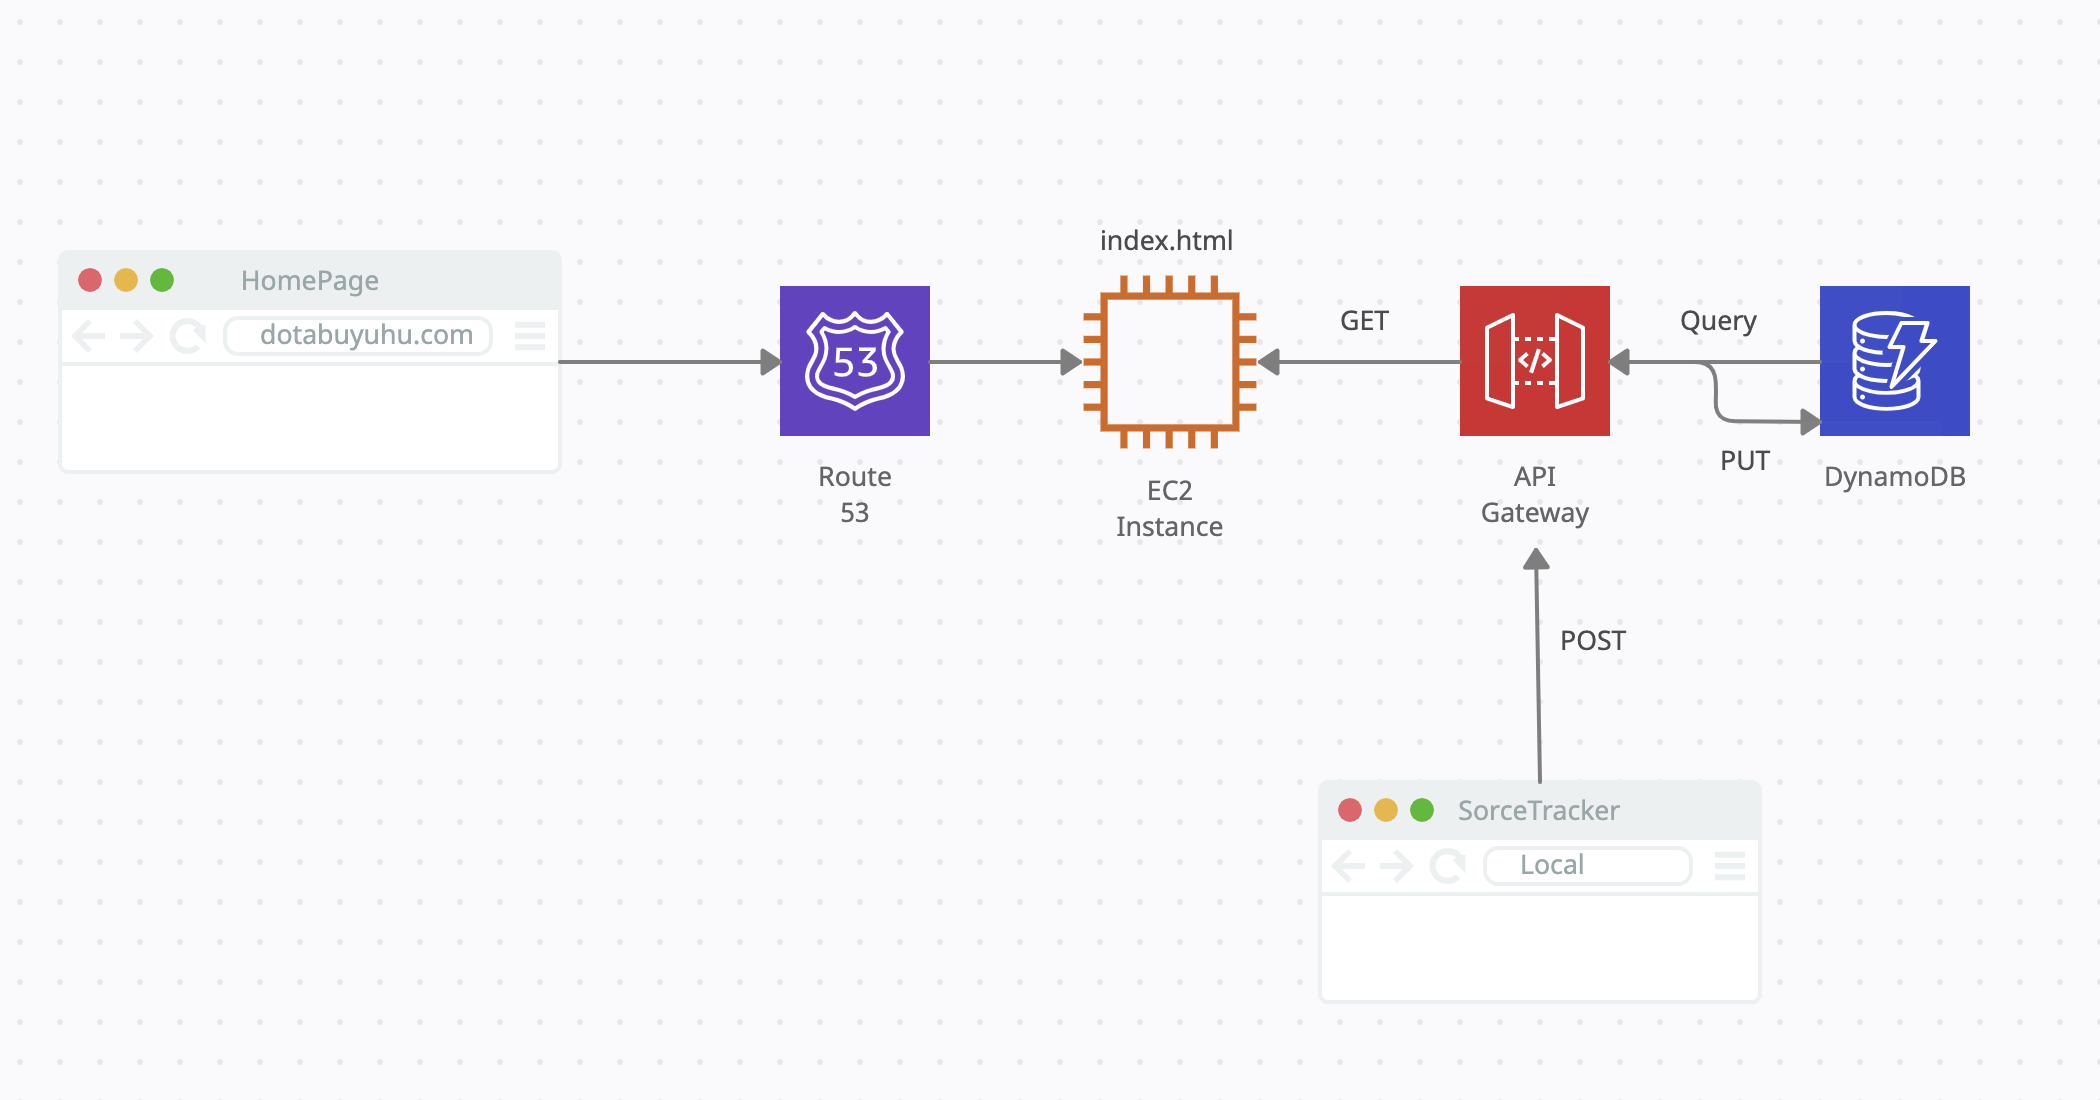 HomePage
dotabuyuhu.com
53
Route
53
index.html
EC2
Instance
GET
</>
API
Gateway
Query
PUT
DynamoDB
POST
SorceTracker
Local